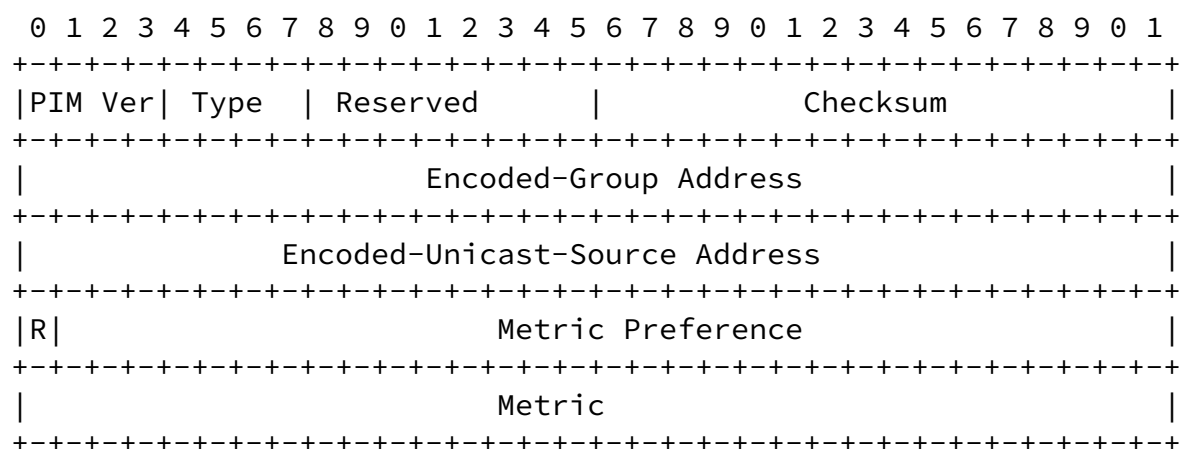 0 1 2 3 4 5 6 7 8 9 0 1 2 3 4 5 6 7 8 9 0 1 2 3 4 5 6 7 8 9 0 1
+-+-+-+-+-+-+-+-+-+-+-+-+-+-+-+-+-+-+-+-+-+-+-+-+-+-+-+-+-+-+-+-+
|PIM Ver| Type  | Reserved      |           Checksum            |
+-+-+-+-+-+-+-+-+-+-+-+-+-+-+-+-+-+-+-+-+-+-+-+-+-+-+-+-+-+-+-+-+
|                      Encoded-Group Address                    |
+-+-+-+-+-+-+-+-+-+-+-+-+-+-+-+-+-+-+-+-+-+-+-+-+-+-+-+-+-+-+-+-+
|              Encoded-Unicast-Source Address                   |
+-+-+-+-+-+-+-+-+-+-+-+-+-+-+-+-+-+-+-+-+-+-+-+-+-+-+-+-+-+-+-+-+
|R|                        Metric Preference                    |
+-+-+-+-+-+-+-+-+-+-+-+-+-+-+-+-+-+-+-+-+-+-+-+-+-+-+-+-+-+-+-+-+
|                          Metric                               |
+-+-+-+-+-+-+-+-+-+-+-+-+-+-+-+-+-+-+-+-+-+-+-+-+-+-+-+-+-+-+-+-+